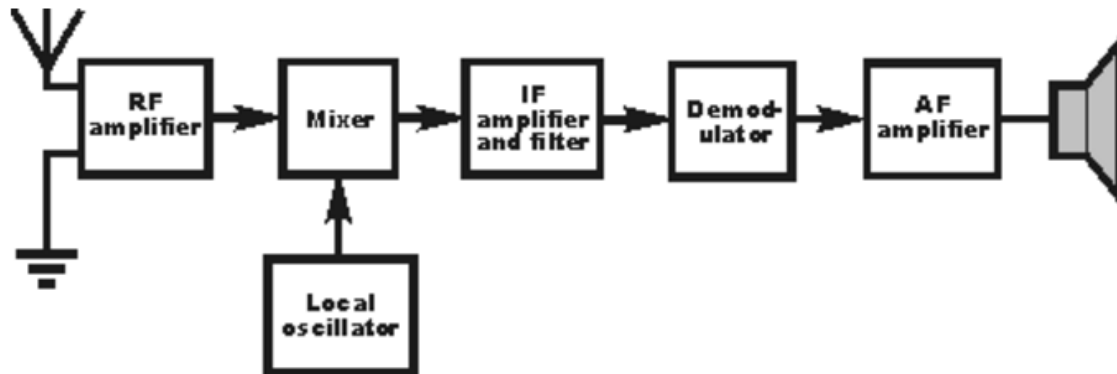 RF
amplifier
Mixer
IF
amplifier
and filter
Demod-
ulator
AF
amplifier
Local
oscillator